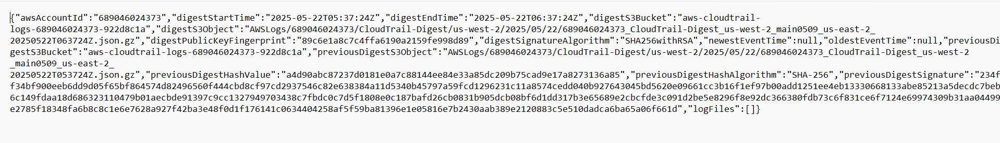 {"awsAccountId":"689046024373","digestStartTime":"2025-05-22T05:37:24Z","digestEndTime":"2025-05-22T06:37:24Z","digestS3Bucket":"aws-cloudtrail-
logs-689046024373-922d8c1a","digestS3Object":"AWSLogs/689046024373/CloudTrail-Digest/us-west-2/2025/05/22/689046024373_CloudTrail-Digest_us-west-2_main0509_us-east-2_
20250522T063724Z.json.gz","digestPublicKeyFingerprint":"89c6e1a8c7c4ffa6190a2159fe998d89","digestSignatureAlgorithm":"SHA256withRSA","newestEventTime":null,"oldestEventTime":null,"previousDi
gestS3Bucket":"aws-cloudtrail-logs-689046024373-922d8c1a","previousDigestS3Object":"AWSLogs/689046024373/CloudTrail-Digest/us-west-2/2025/05/22/689046024373_CloudTrail-Digest_us-west-2
_main0509_us-east-2_
20250522T053724Z.json.gz","previousDigestHashValue":"a4d90abc87237d0181e0a7c88144ee84e33a85dc209b75cad9e17a8273136a85","previousDigestHashAlgorithm":"SHA-256","previousDigestSignature":"234f
f34bf900eeb6dd9d05f65bf864574d82496560f444cbd8cf97cd2937546c82e638384a11d5340b45797a59fcd1296231c11a8574cedd040b927643045bd5620e09661cc3b16f1ef97b00add1251ee4eb13330668133abe85213a5decdc7beb
6c149fdaa18d686323110479b01aecbde91397c9cc1327949703438c7fbdc0c7d5f1808e0c187bafd26cb0831b905dcb08bf6d1dd317b3e65689e2cbcfde3c091d2be5e8296f8e92dc366380fdb73c6f831ce6f7124e69974309b31aa04499
e2785f18348fa6b8c8c1e6e7628a927f42ba3e48f0d1f176141c0634404258af5f59ba81396e1e05816e7b2430aab389e2120883c5e510dadca6ba65a06f661d","logFiles":[]}